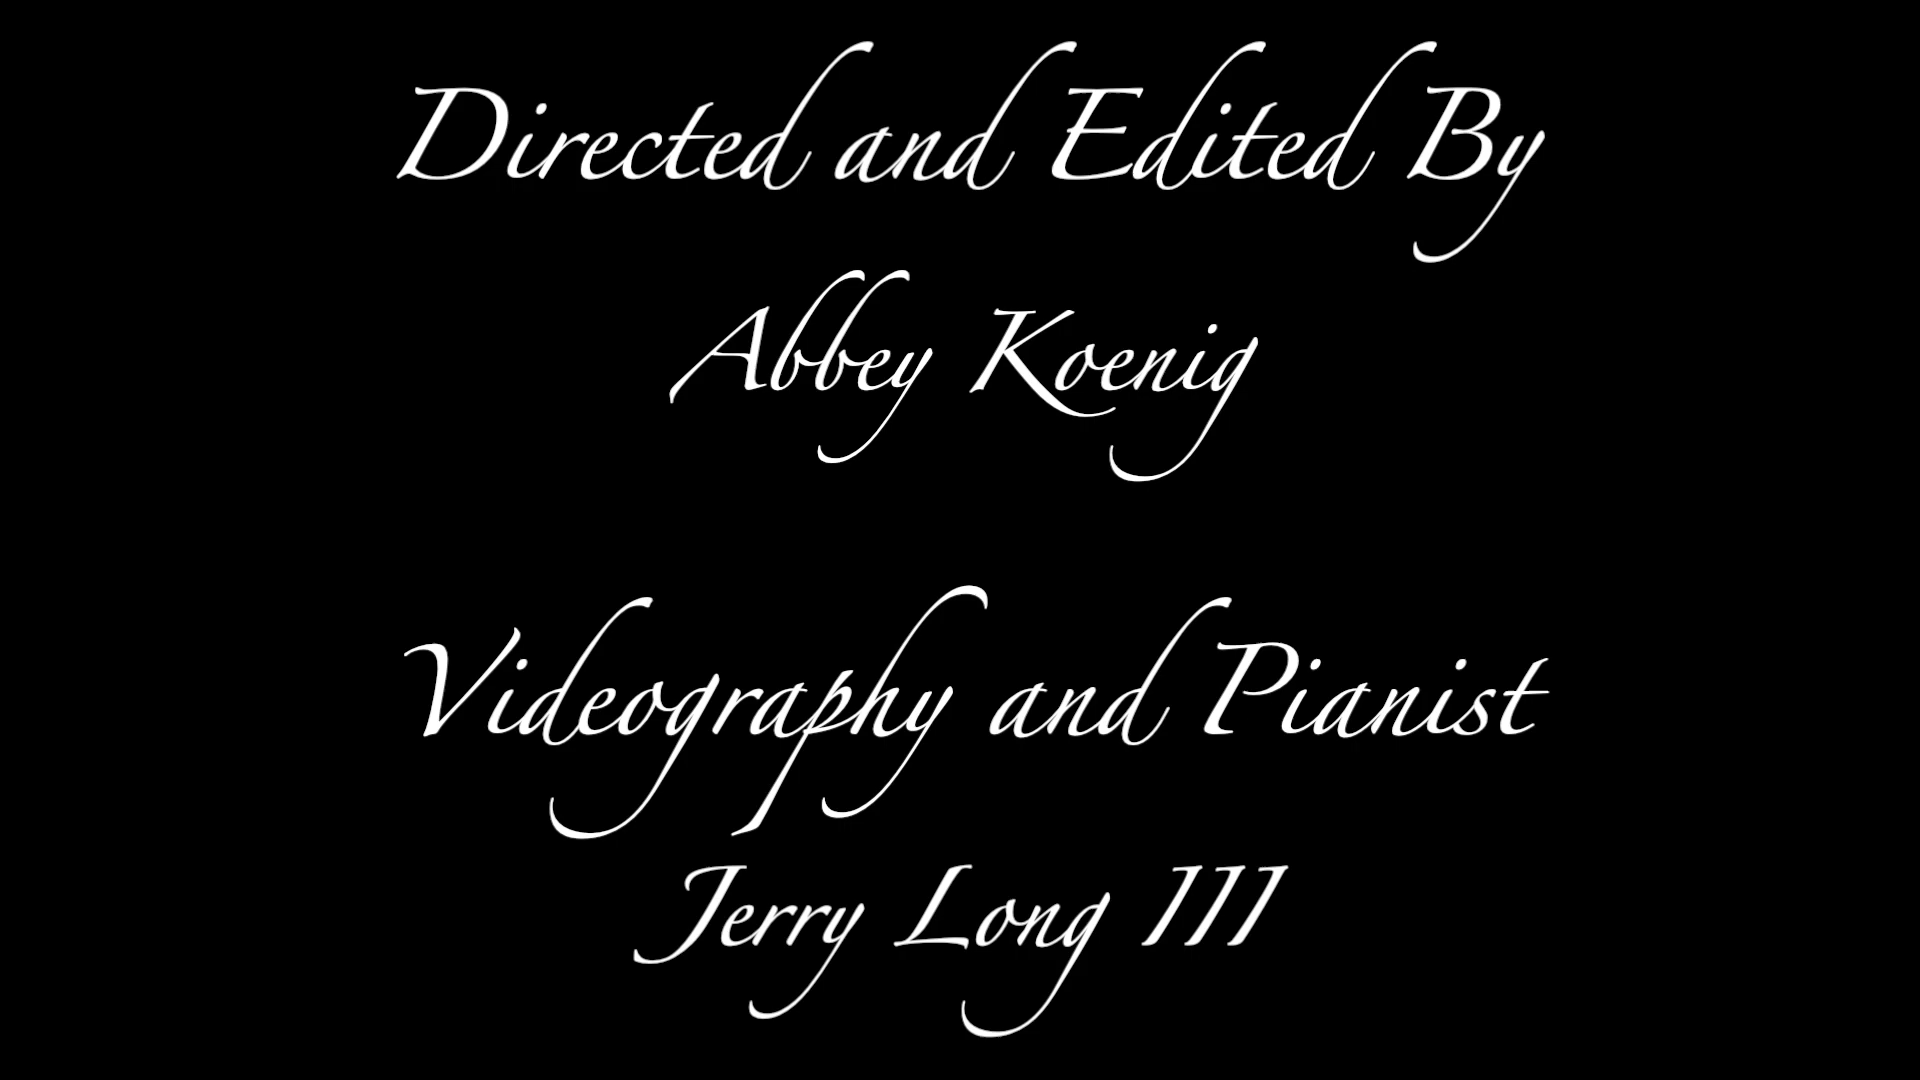 Directed and Edited By
Abbey Koenig
Videography and Pianist
Jerry Long III